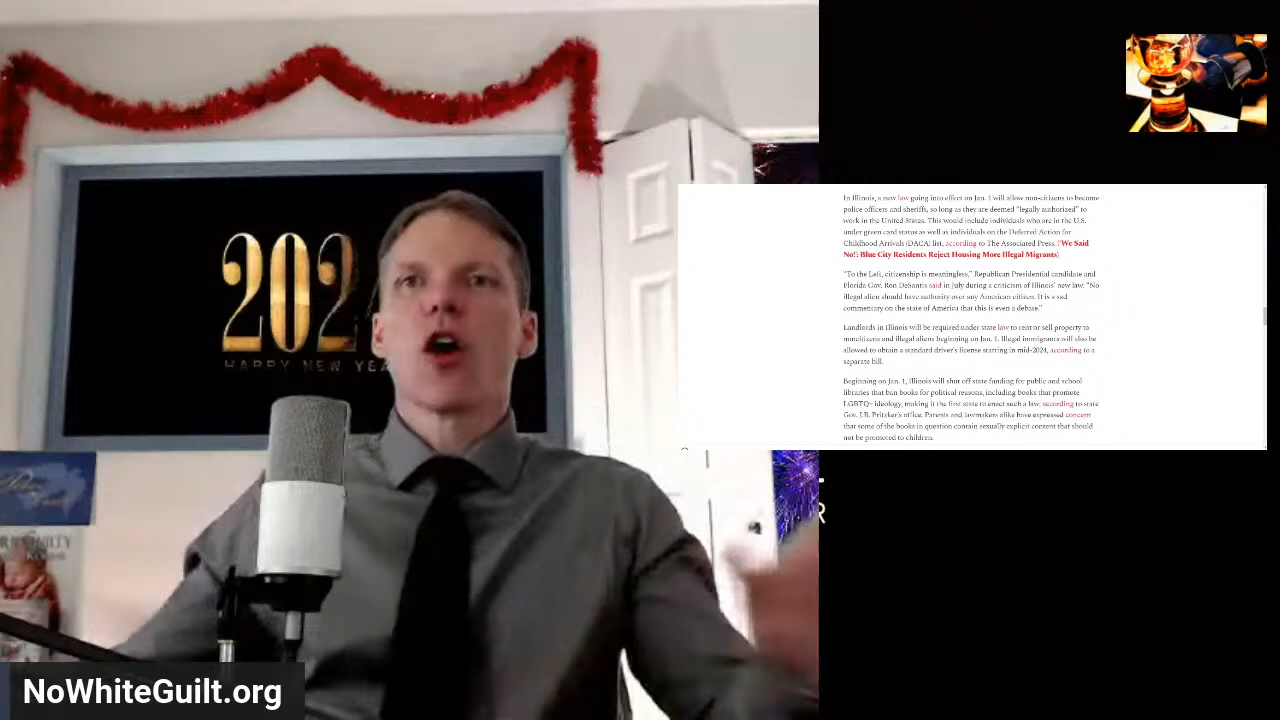 202
HAPPY NEW YEA
In Illinois, a new law going into effect on Jan. 1 will allow non-citizens to become
police officers and sheriffs, so long as they are deemed “legally authorized” to
work in the United States. This would include individuals who are in the U.S.
under green card status as well as individuals on the Deferred Action for
Childhood Arrivals (DACA) list, according to The Associated Press. (‘We Said
No!’: Blue City Residents Reject Housing More Illegal Migrants)
“To the Left, citizenship is meaningless,” Republican Presidential candidate and
Florida Gov. Ron DeSantis said in July during a criticism of Illinois’ new law. “No
illegal alien should have authority over any American citizen. It is a sad
commentary on the state of America that this is even a debate.”
Landlords in Illinois will be required under state law to rent or sell property to
noncitizens and illegal aliens beginning on Jan. 1. Illegal immigrants will also be
allowed to obtain a standard driver’s license starting in mid-2024, according to a
separate bill.
Beginning on Jan. 1, Illinois will shut off state funding for public and school
libraries that ban books for political reasons, including books that promote
LGBTQ+ ideology, making it the first state to enact such a law, according to state
Gov. J.B. Pritzker’s office. Parents and lawmakers alike have expressed concern
that some of the books in question contain sexually explicit content that should
not be promoted to children.
R
NoWhiteGuilt.org